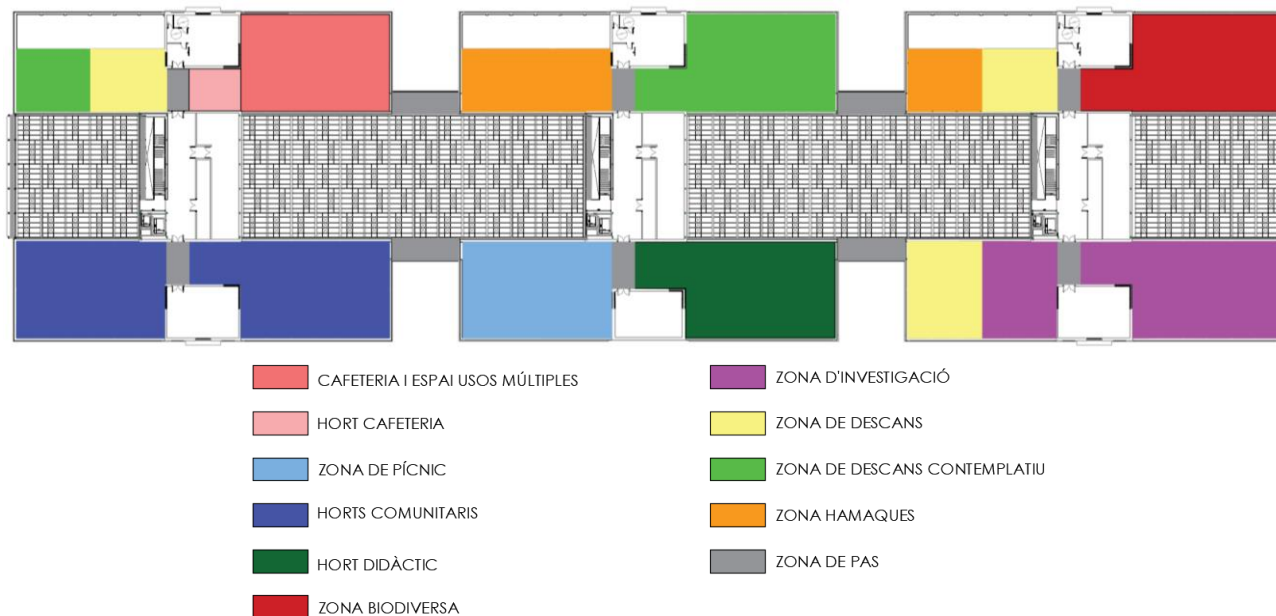 CAFETERIA I ESPAI USOS MÚLTIPLES
HORT CAFETERIA
ZONA DE PÍCNIC
HORTS COMUNITARIS
HORT DIDÀCTIC
ZONA BIODIVERSA
ZONA D'INVESTIGACIÓ
ZONA DE DESCANS
ZONA DE DESCANS CONTEMPLATIU
ZONA HAMAQUES
ZONA DE PAS